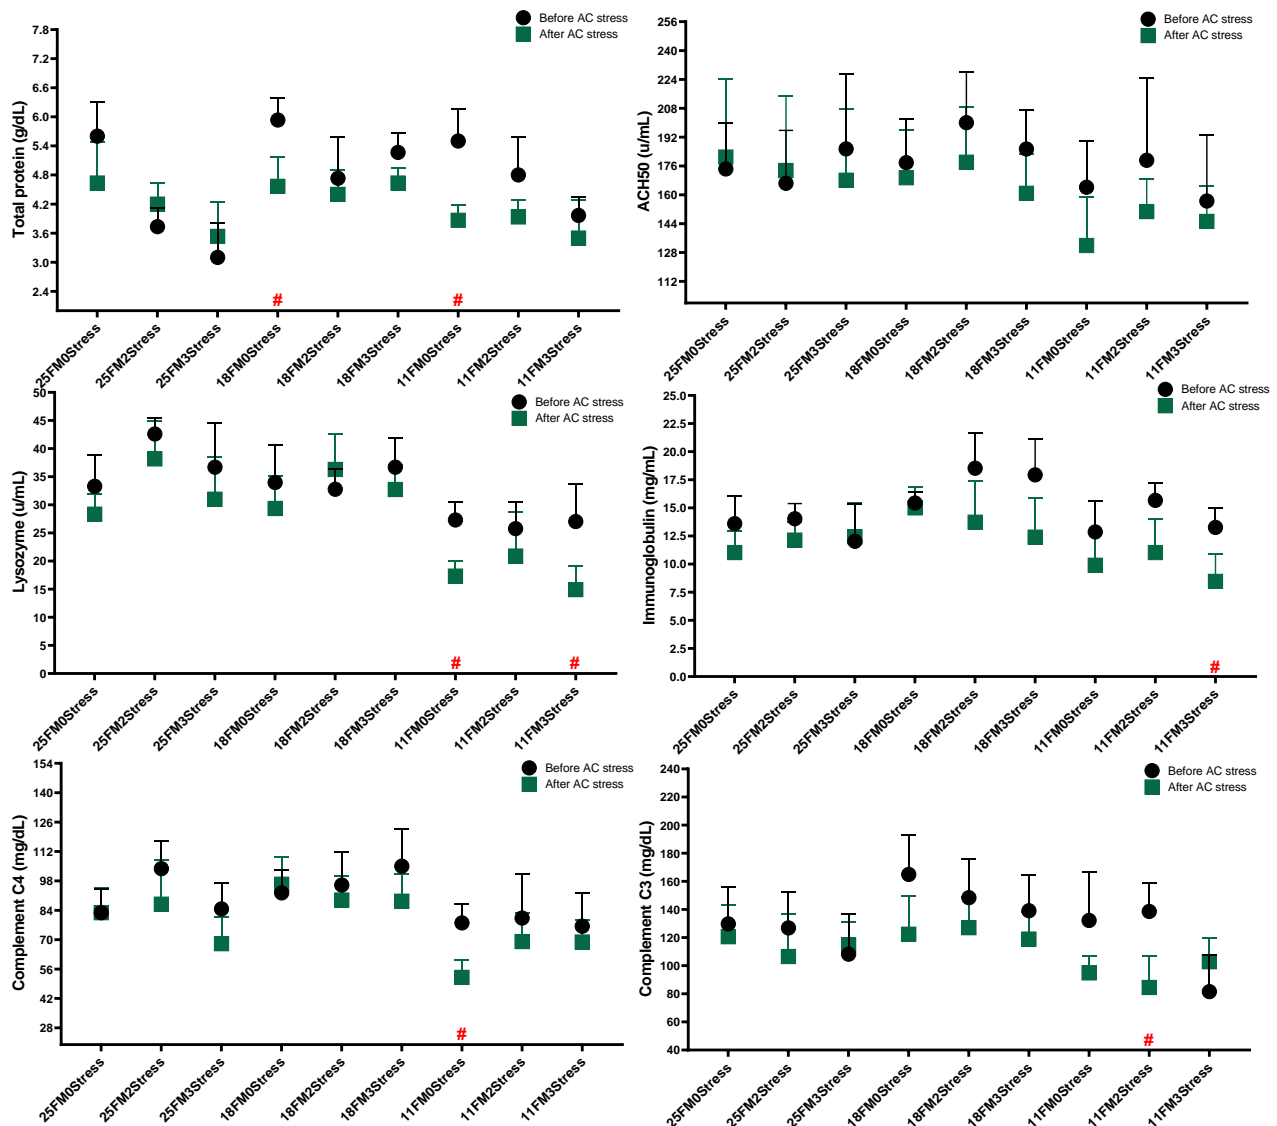 Before AC stress
After AC stress
Total protein (g/dL)
7.8
7.2
6.6
6.0
5.4
4.8
4.2
3.6
3.0
2.4
#
#
25FM0Stress
25FM2Stress
25FM3Stress
18FM0Stress
18FM2Stress
18FM3Stress
11FM0Stress
11FM2Stress
11FM3Stress
Before AC stress
After AC stress
ACH50 (u/mL)
256
240
224
208
192
176
160
144
128
112
25FM0Stress
25FM2Stress
25FM3Stress
18FM0Stress
18FM2Stress
18FM3Stress
11FM0Stress
11FM2Stress
11FM3Stress
Before AC stress
After AC stress
Lysozyme (u/mL)
50
45
40
35
30
25
20
15
10
5
0
#
#
25FM0Stress
25FM2Stress
25FM3Stress
18FM0Stress
18FM2Stress
18FM3Stress
11FM0Stress
11FM2Stress
11FM3Stress
Before AC stress
After AC stress
Immunoglobulin (mg/mL)
25.0
22.5
20.0
17.5
15.0
12.5
10.0
7.5
5.0
2.5
0.0
#
25FM0Stress
25FM2Stress
25FM3Stress
18FM0Stress
18FM2Stress
18FM3Stress
11FM0Stress
11FM2Stress
11FM3Stress
Before AC stress
After AC stress
Complement C4 (mg/dL)
154
140
126
112
98
84
70
56
42
28
#
25FM0Stress
25FM2Stress
25FM3Stress
18FM0Stress
18FM2Stress
18FM3Stress
11FM0Stress
11FM2Stress
11FM3Stress
Before AC stress
After AC stress
Complement C3 (mg/dL)
240
220
200
180
160
140
120
100
80
60
40
#
25FM0Stress
25FM2Stress
25FM3Stress
18FM0Stress
18FM2Stress
18FM3Stress
11FM0Stress
11FM2Stress
11FM3Stress